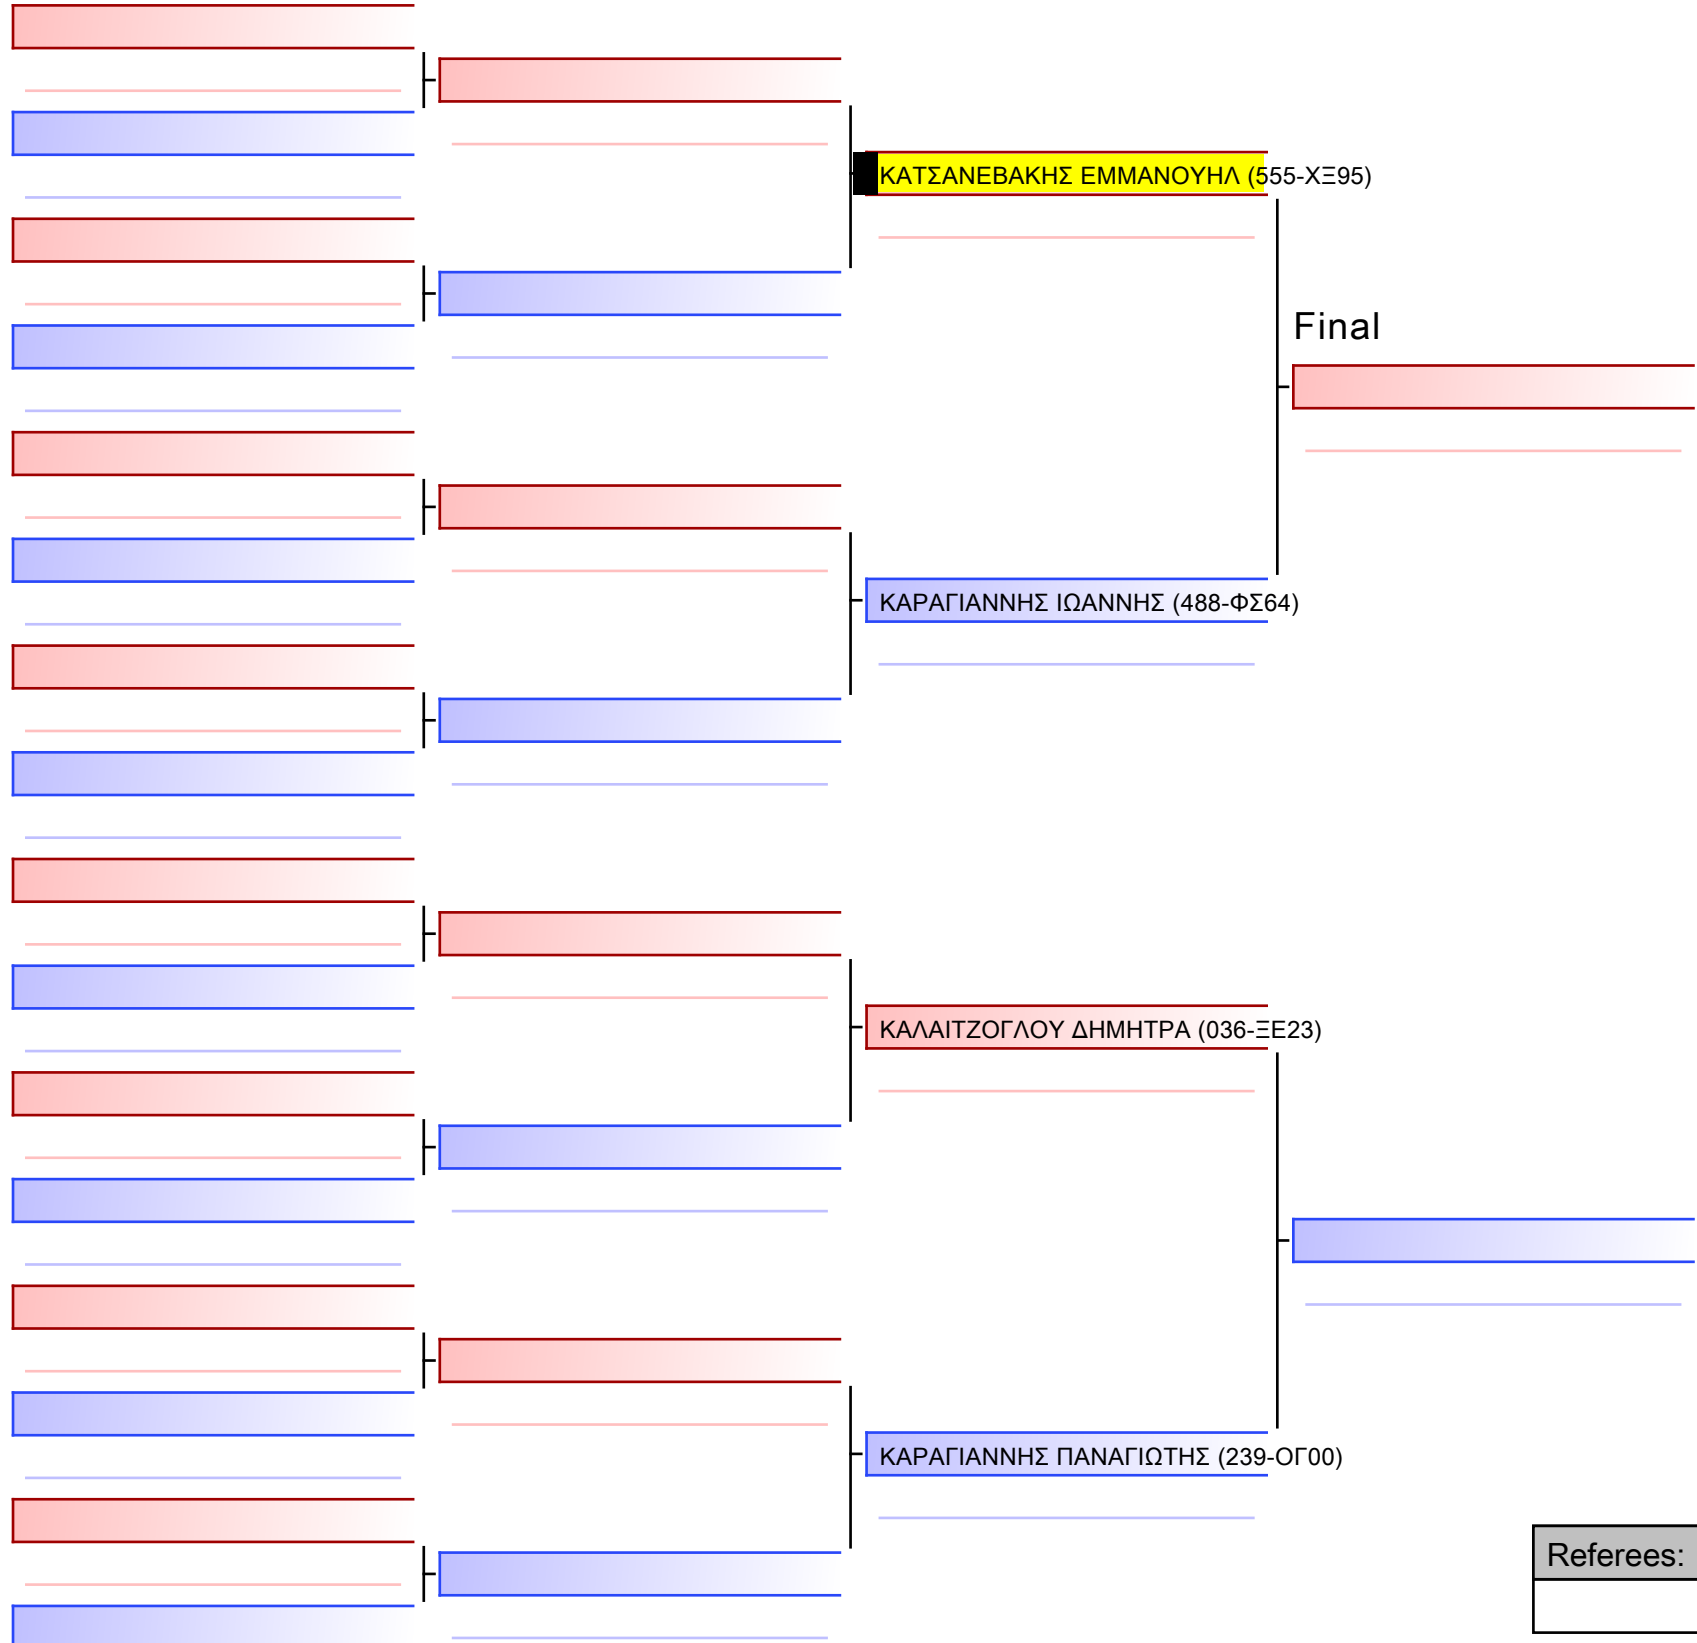 ΚΑΤΣΑΝΕΒΑΚΗΣ ΕΜΜΑΝΟΥΗΛ (555-ΧΞ95)
Final
ΚΑΡΑΓΙΑΝΝΗΣ ΙΩΑΝΝΗΣ (488-ΦΣ64)
ΚΑΛΑΙΤΖΟΓΛΟΥ ΔΗΜΗΤΡΑ (036-ΞΕ23)
ΚΑΡΑΓΙΑΝΝΗΣ ΠΑΝΑΓΙΩΤΗΣ (239-ΟΓ00)
Referees: